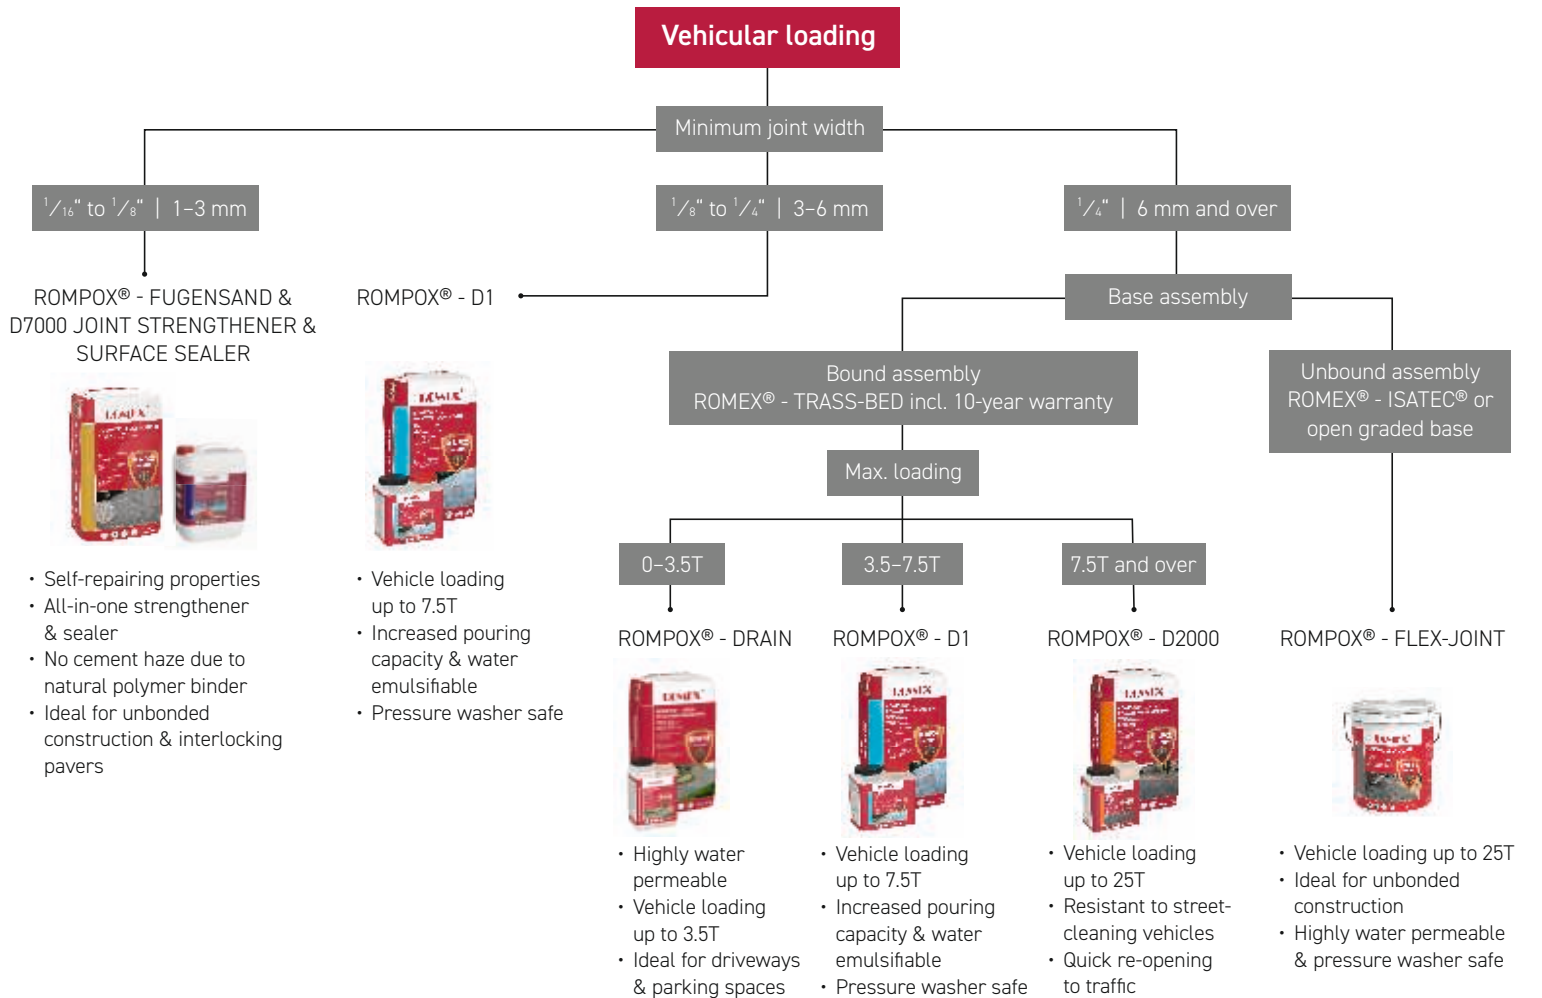 Vehicular loading
Minimum joint width
1/16“ to 1/8“ | 1–3 mm
1/8“ to 1/4“ | 3–6 mm
1/4“ | 6 mm and over
ROMPOX® - FUGENSAND &
D7000 JOINT STRENGTHENER &
SURFACE SEALER
ROMPOX® - D1
Base assembly
Bound assembly
ROMEX® - TRASS-BED incl. 10-year warranty
Unbound assembly
ROMEX® - ISATEC® or
open graded base
Max. loading
0–3.5T
3.5–7.5T
7.5T and over
• Self-repairing properties
• All-in-one strengthener
& sealer
• No cement haze due to
natural polymer binder
• Ideal for unbonded
construction & interlocking
pavers
• Vehicle loading
up to 7.5T
• Increased pouring
capacity & water
emulsifiable
• Pressure washer safe
ROMPOX® - DRAIN
ROMPOX® - D1
ROMPOX® - D2000
ROMPOX® - FLEX-JOINT
ROMEX
ROMEX
ROMEX
ROMEX
ROMEX
ROMEX
• Highly water
permeable
• Vehicle loading
up to 3.5T
• Ideal for driveways
& parking spaces
• Vehicle loading
up to 7.5T
• Increased pouring
capacity & water
emulsifiable
• Pressure washer safe
• Vehicle loading
up to 25T
• Resistant to street-
cleaning vehicles
• Quick re-opening
to traffic
• Vehicle loading up to 25T
• Ideal for unbonded
construction
• Highly water permeable
& pressure washer safe